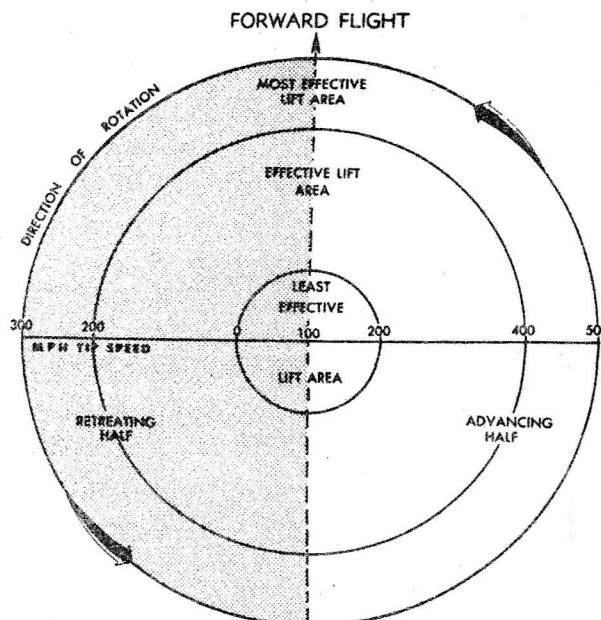 FORWARD FLIGHT
MOST EFFECTIVE
LIFT AREA
DIRECTION OF ROTATION
EFFECTIVE LIFT
AREA
LEAST
EFFECTIVE
300 200 0 100 200 400 50
MPH TIP SPEED
LIFT AREA
RETREATING
HALF
ADVANCING
HALF